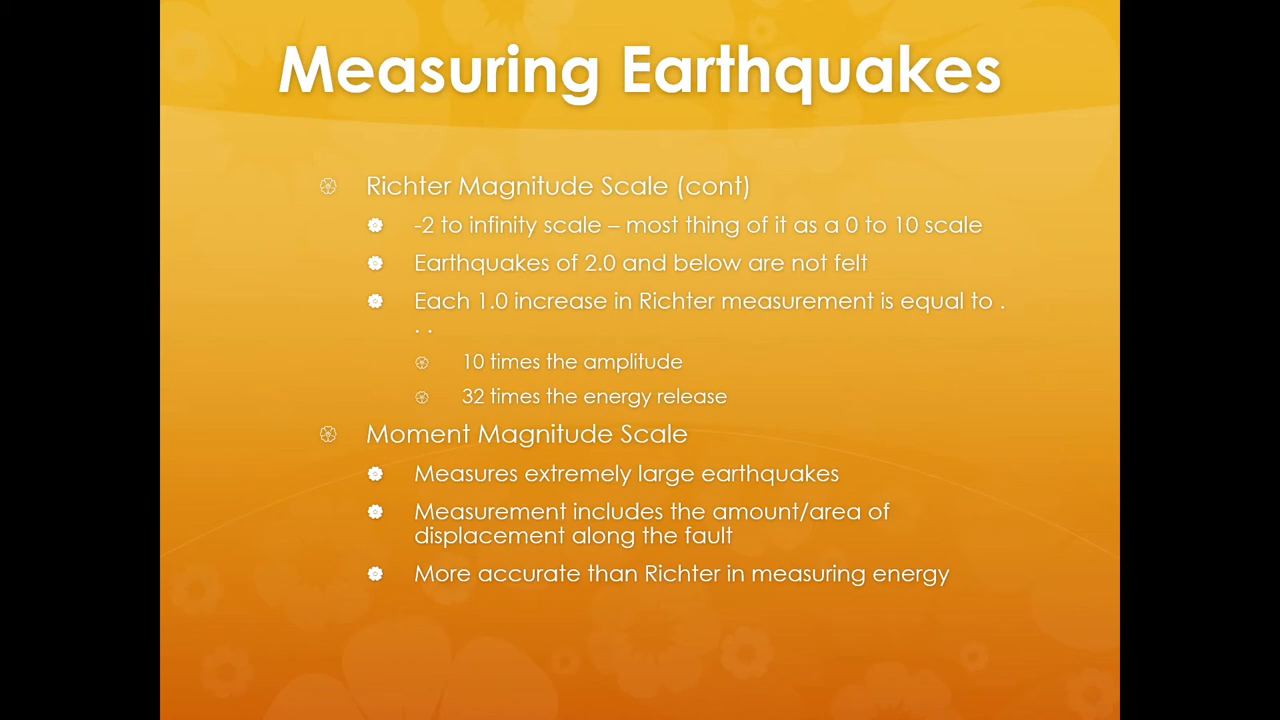 Measuring Earthquakes
Richter Magnitude Scale (cont)
-2 to infinity scale – most thing of it as a 0 to 10 scale
Earthquakes of 2.0 and below are not felt
Each 1.0 increase in Richter measurement is equal to .
. .
10 times the amplitude
32 times the energy release
Moment Magnitude Scale
Measures extremely large earthquakes
Measurement includes the amount/area of
displacement along the fault
More accurate than Richter in measuring energy